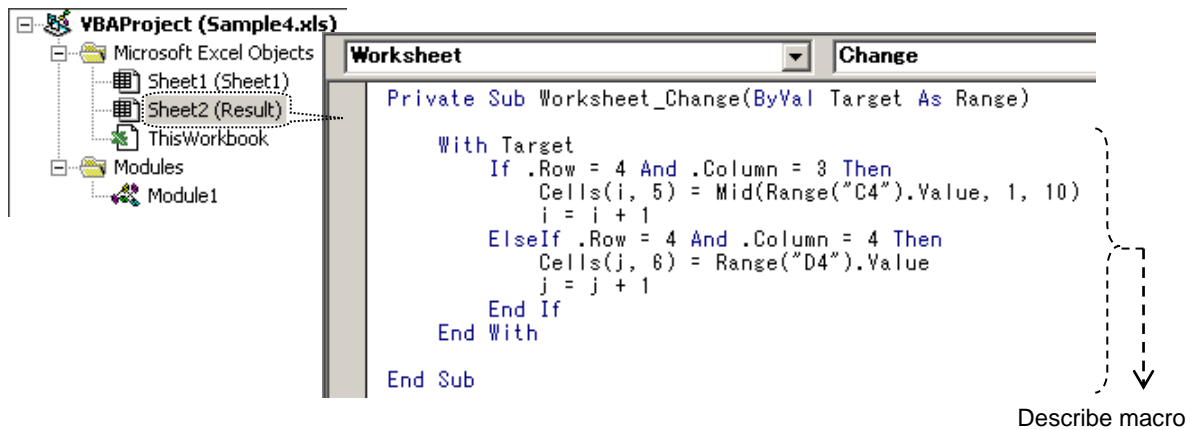 VBAProject (Sample4.xls)
Microsoft Excel Objects
Sheet1 (Sheet1)
Sheet2 (Result)
ThisWorkbook
Modules
Module1
Worksheet
Change
Private Sub Worksheet_Change(ByVal Target As Range)
With Target
If .Row = 4 And .Column = 3 Then
Cells(i, 5) = Mid(Range("C4").Value, 1, 10)
i = i + 1
ElseIf .Row = 4 And .Column = 4 Then
Cells(j, 6) = Range("D4").Value
j = j + 1
End If
End With
End Sub
Describe macro